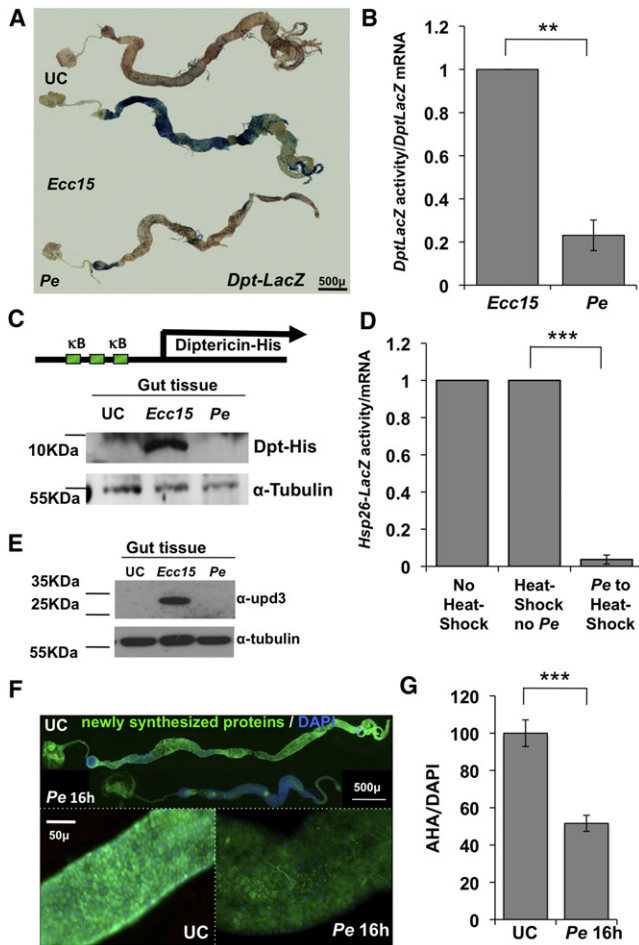 A
UC
Ecc15
Pe
Dpt-LacZ
500µ
B
**
DptLacZ activity/DptLacZ mRNA
1
0.8
0.6
0.4
0.2
0
Ecc15
Pe
C
κB
κB
Diptericin-His
Gut tissue
UC Ecc15 Pe
10KDa
Dpt-His
55KDa
α-Tubulin
D
***
Hsp26-LacZ activity/mRNA
1.2
1
0.8
0.6
0.4
0.2
0
No Heat-Shock
Heat-Shock no Pe
Pe to Heat-Shock
E
Gut tissue
UC Ecc15 Pe
35KDa
25KDa
α-upd3
55KDa
α-tubulin
F
UC newly synthesized proteins / DAPI
Pe 16h
500µ
50µ
UC
Pe 16h
G
***
AHA/DAPI
120
100
80
60
40
20
0
UC
Pe 16h